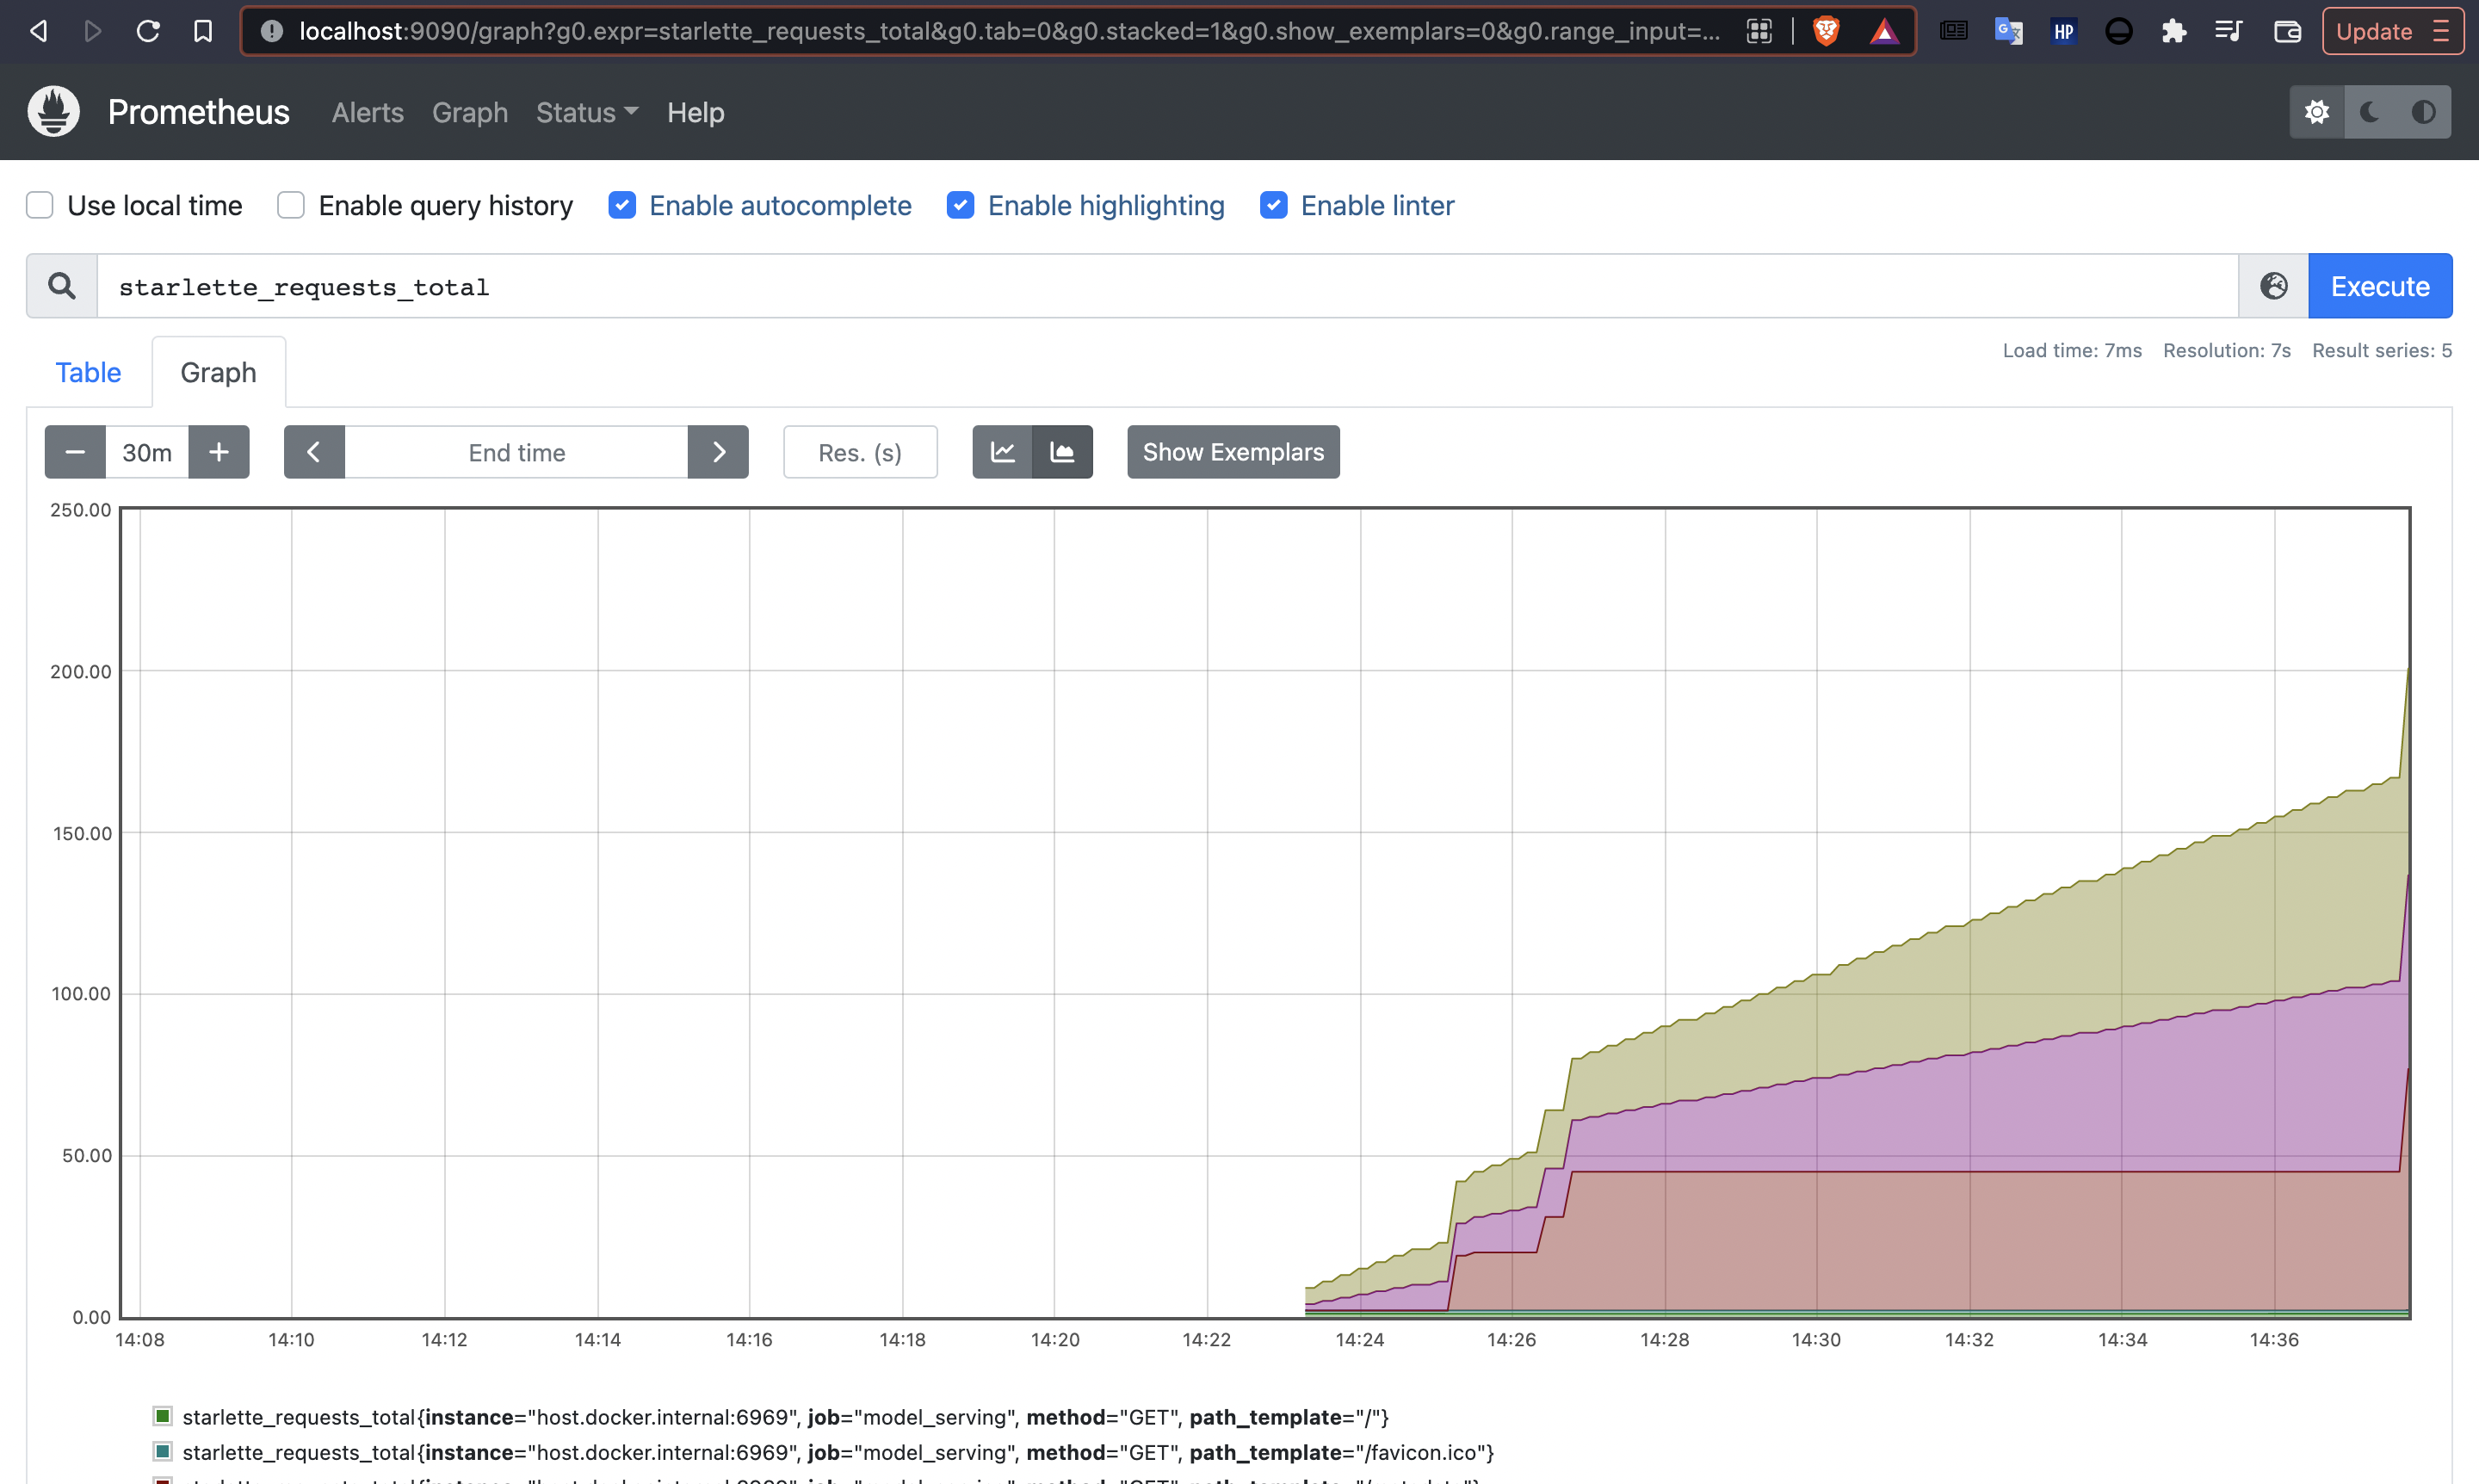 localhost:9090/graph?g0.expr=starlette_requests_total&g0.tab=0&g0.stacked=1&g0.show_exemplars=0&g0.range_input=...
HP
Update
Prometheus Alerts Graph Status Help
Use local time Enable query history Enable autocomplete Enable highlighting Enable linter
starlette_requests_total Execute
Load time: 7ms Resolution: 7s Result series: 5
Table Graph
30m End time Res. (s) Show Exemplars
250.00
200.00
150.00
100.00
50.00
0.00
14:08 14:10 14:12 14:14 14:16 14:18 14:20 14:22 14:24 14:26 14:28 14:30 14:32 14:34 14:36
starlette_requests_total{instance="host.docker.internal:6969", job="model_serving", method="GET", path_template="/"}
starlette_requests_total{instance="host.docker.internal:6969", job="model_serving", method="GET", path_template="/favicon.ico"}